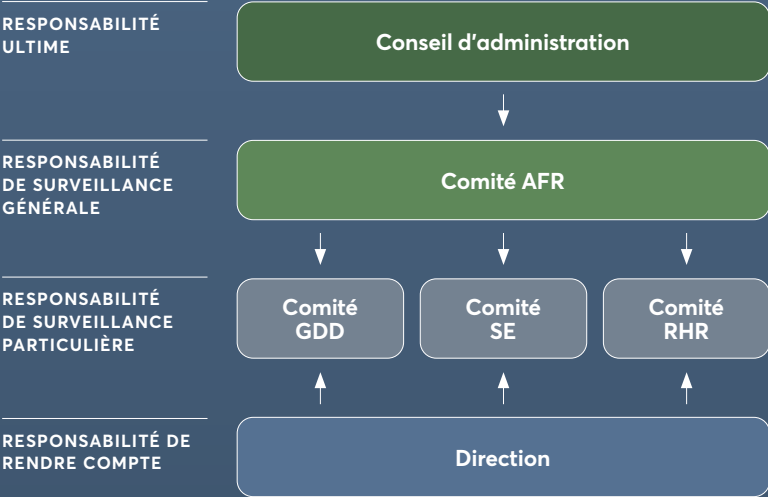 RESPONSABILITÉ
ULTIME
Conseil d'administration
RESPONSABILITÉ
DE SURVEILLANCE
GÉNÉRALE
Comité AFR
RESPONSABILITÉ
DE SURVEILLANCE
PARTICULIÈRE
Comité
GDD
Comité
SE
Comité
RHR
RESPONSABILITÉ DE
RENDRE COMPTE
Direction